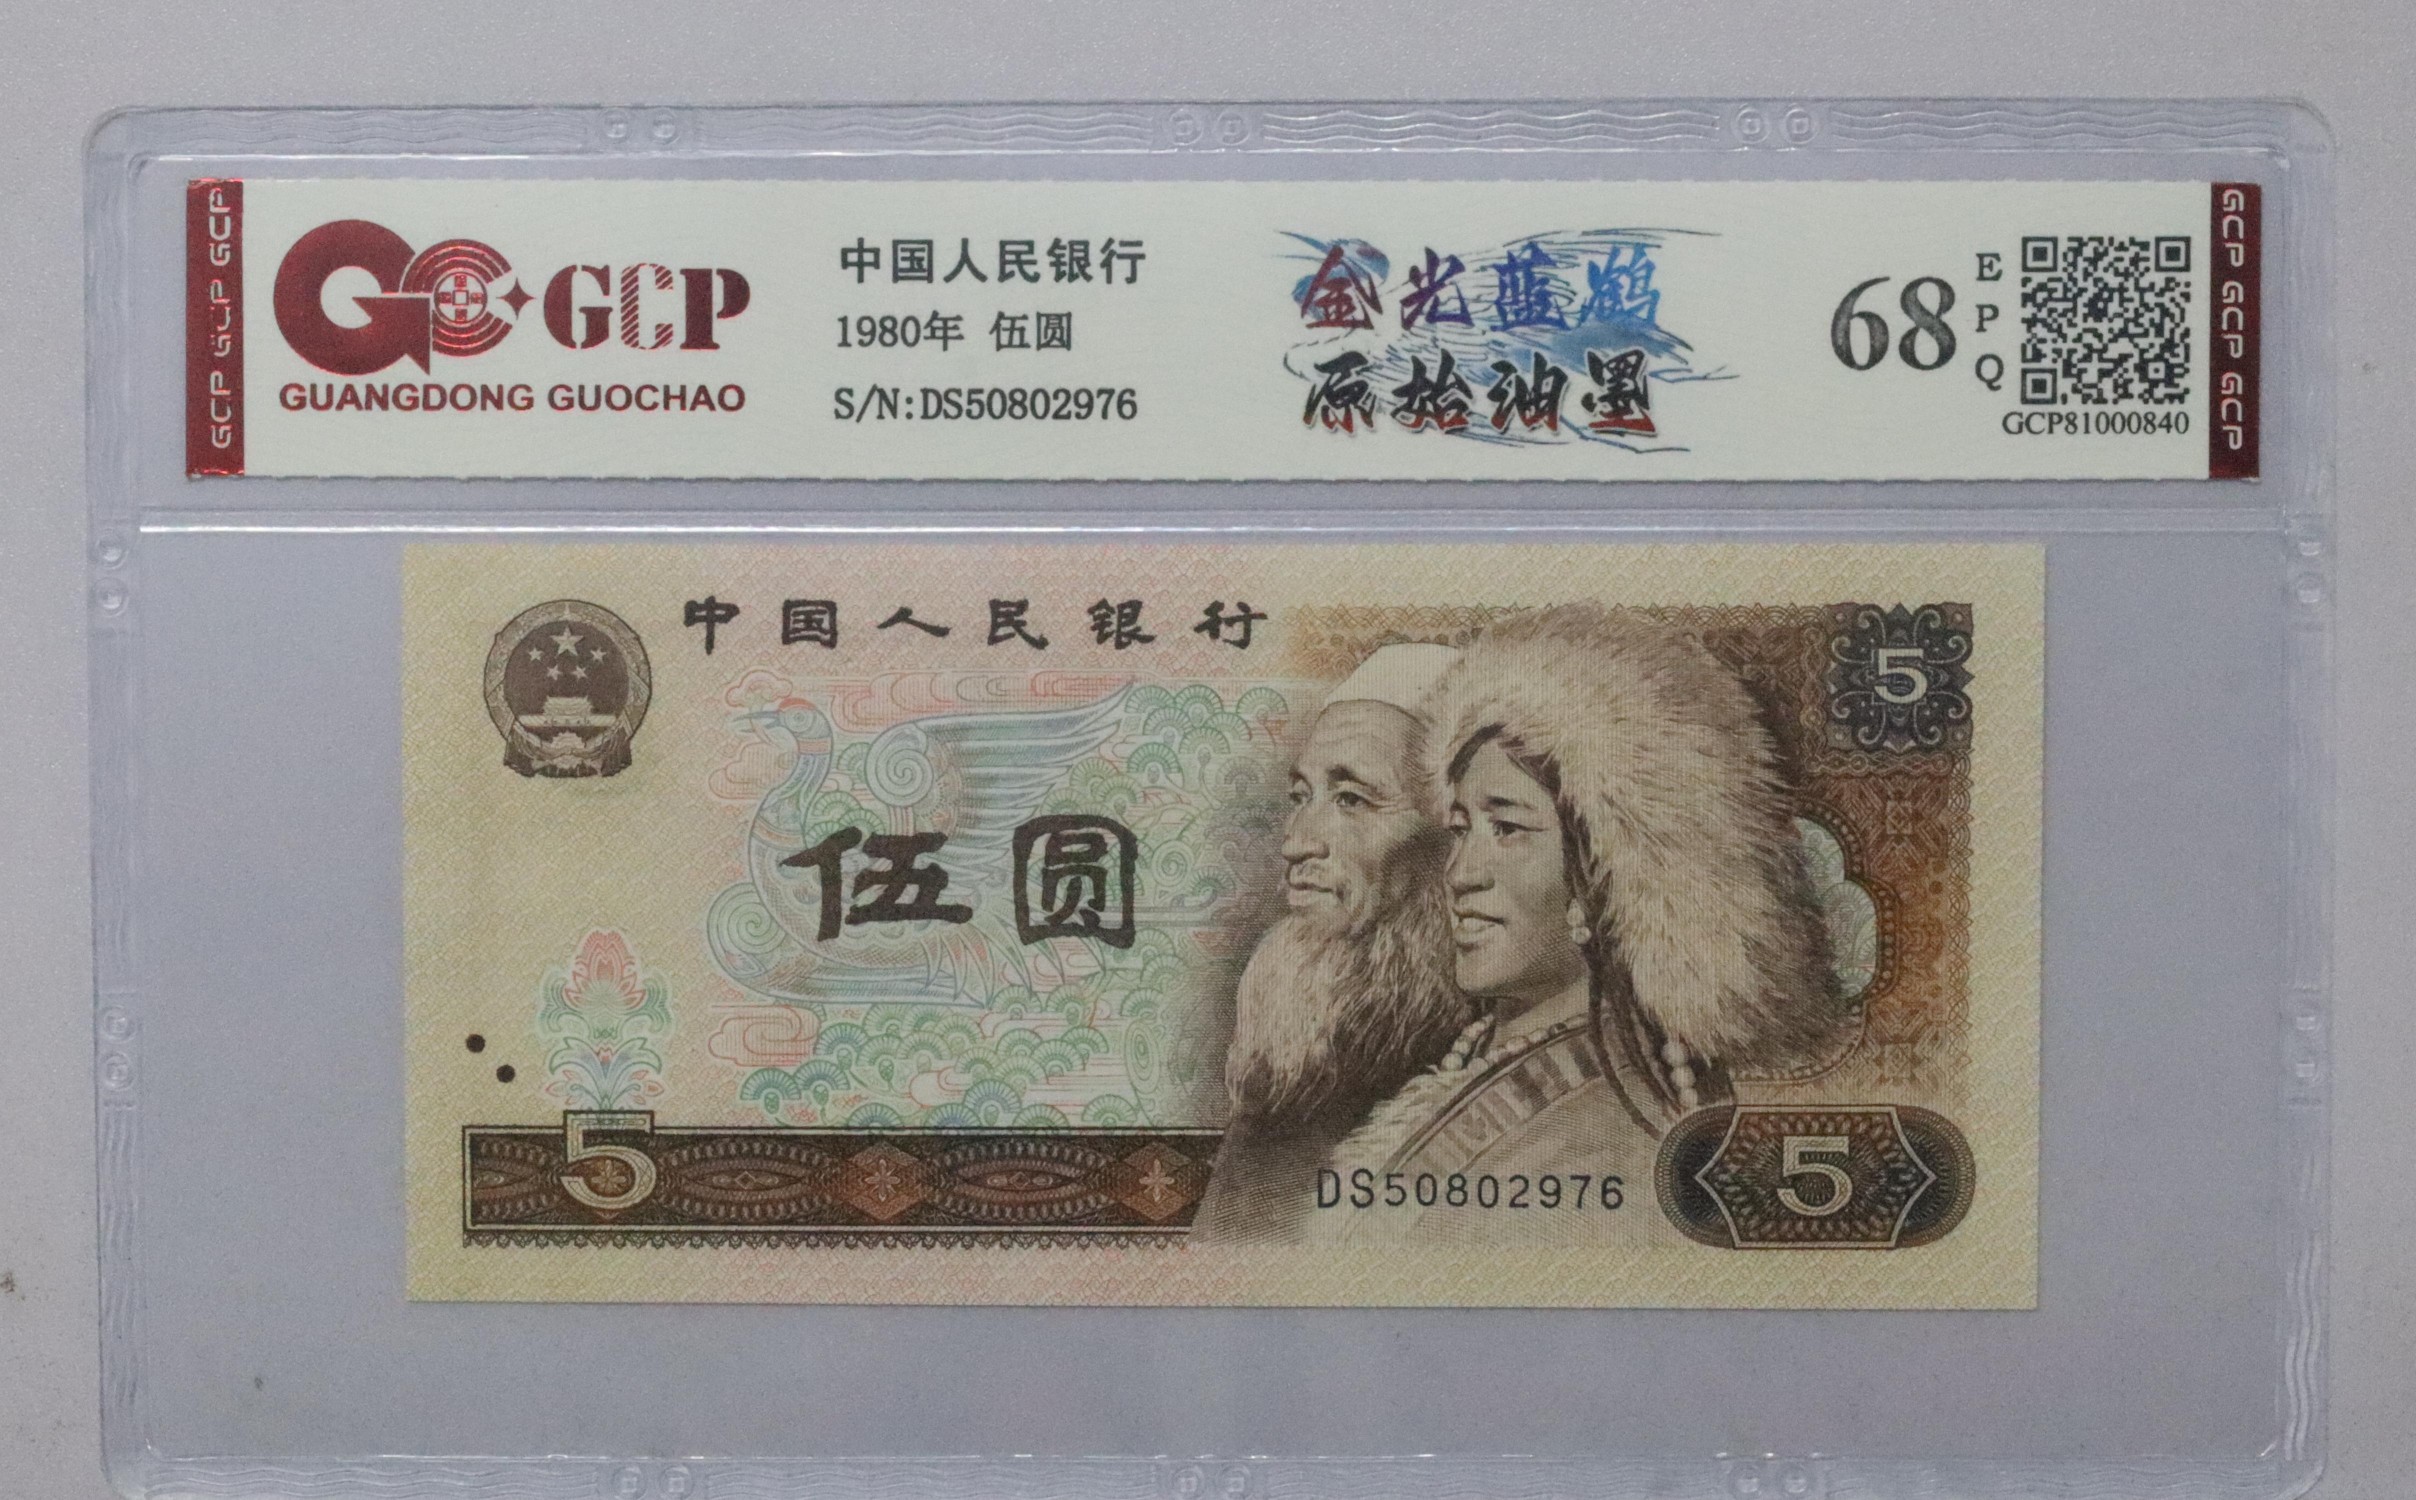 GCP GCP GCP
GCP
GUANGDONG GUOCHAO
中国人民银行
1980年 伍圆
S/N:DS50802976
金光蓝鹤
原始油墨
68
EPQ
GCP81000840
GCP GCP GCP
中国人民银行
5
伍圆
5
DS50802976
5